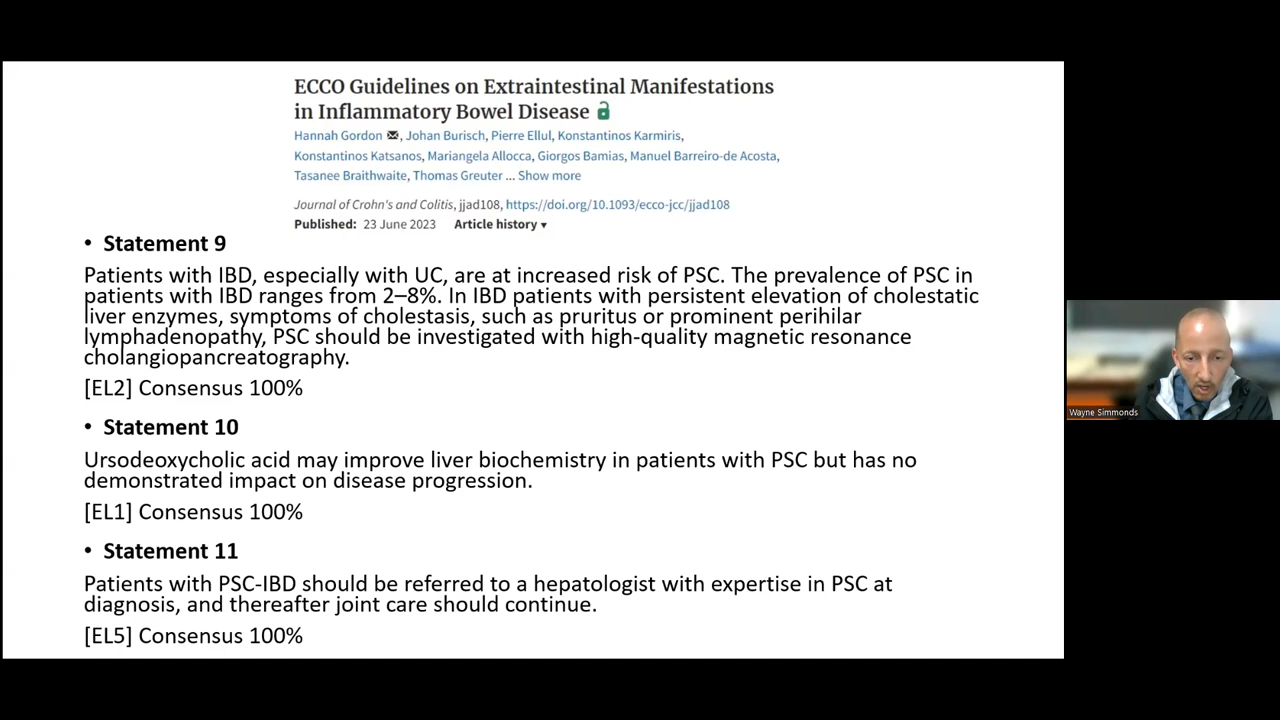 ECCO Guidelines on Extraintestinal Manifestations
in Inflammatory Bowel Disease
Hannah Gordon, Johan Burisch, Pierre Ellul, Konstantinos Karmiris,
Konstantinos Katsanos, Mariangela Allocca, Giorgos Bamias, Manuel Barreiro-de Acosta,
Tasanee Braithwaite, Thomas Greuter ... Show more
Journal of Crohn's and Colitis, jjad108, https://doi.org/10.1093/ecco-jcc/jjad108
Published: 23 June 2023 Article history ▾
• Statement 9
Patients with IBD, especially with UC, are at increased risk of PSC. The prevalence of PSC in
patients with IBD ranges from 2–8%. In IBD patients with persistent elevation of cholestatic
liver enzymes, symptoms of cholestasis, such as pruritus or prominent perihilar
lymphadenopathy, PSC should be investigated with high-quality magnetic resonance
cholangiopancreatography.
[EL2] Consensus 100%
• Statement 10
Ursodeoxycholic acid may improve liver biochemistry in patients with PSC but has no
demonstrated impact on disease progression.
[EL1] Consensus 100%
• Statement 11
Patients with PSC-IBD should be referred to a hepatologist with expertise in PSC at
diagnosis, and thereafter joint care should continue.
[EL5] Consensus 100%
Wayne Simmonds